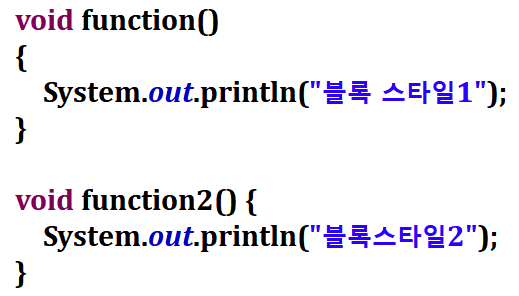 void function()
{
System.out.println("블록 스타일1");
}
void function2() {
System.out.println("블록스타일2");
}